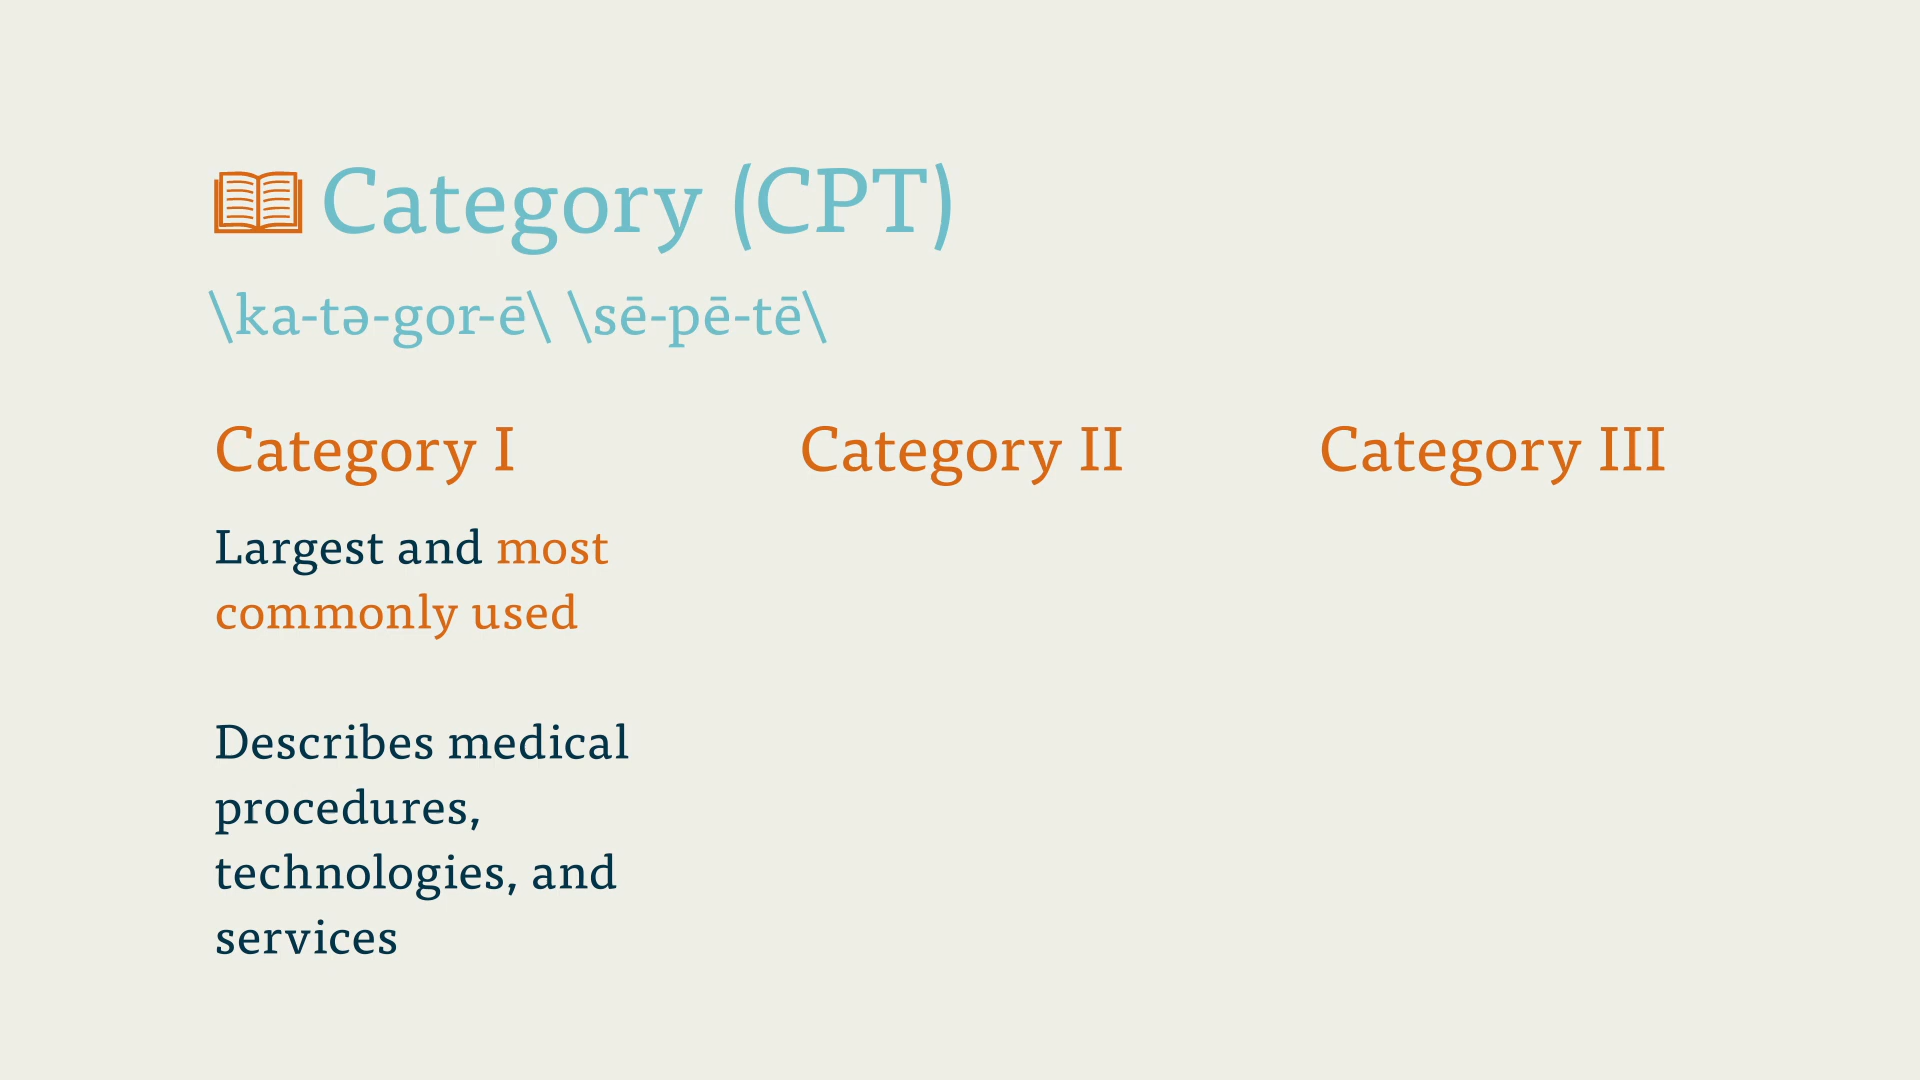 Category (CPT)
\ka-tə-gor-ē\ \sē-pē-tē\
Category I
Largest and most
commonly used
Describes medical
procedures,
technologies, and
services
Category II
Category III